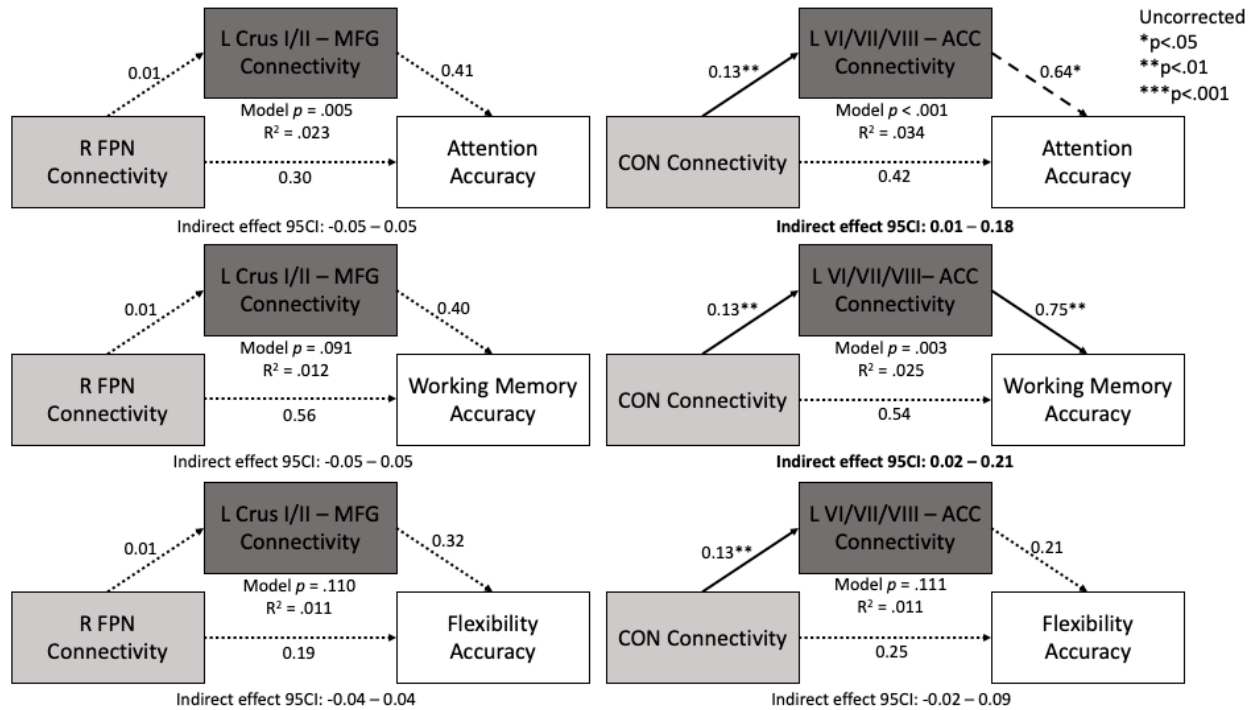 L Crus I/II – MFG
Connectivity
0.01
0.41
Model p = .005
R² = .023
R FPN
Connectivity
Attention
Accuracy
0.30
Indirect effect 95CI: -0.05 – 0.05
L VI/VII/VIII – ACC
Connectivity
0.13**
0.64*
Model p < .001
R² = .034
CON Connectivity
Attention
Accuracy
0.42
Indirect effect 95CI: 0.01 – 0.18
Uncorrected
*p<.05
**p<.01
***p<.001
L Crus I/II – MFG
Connectivity
0.01
0.40
Model p = .091
R² = .012
R FPN
Connectivity
Working Memory
Accuracy
0.56
Indirect effect 95CI: -0.05 – 0.05
L VI/VII/VIII– ACC
Connectivity
0.13**
0.75**
Model p = .003
R² = .025
CON Connectivity
Working Memory
Accuracy
0.54
Indirect effect 95CI: 0.02 – 0.21
L Crus I/II – MFG
Connectivity
0.01
0.32
Model p = .110
R² = .011
R FPN
Connectivity
Flexibility
Accuracy
0.19
Indirect effect 95CI: -0.04 – 0.04
L VI/VII/VIII – ACC
Connectivity
0.13**
0.21
Model p = .111
R² = .011
CON Connectivity
Flexibility
Accuracy
0.25
Indirect effect 95CI: -0.02 – 0.09